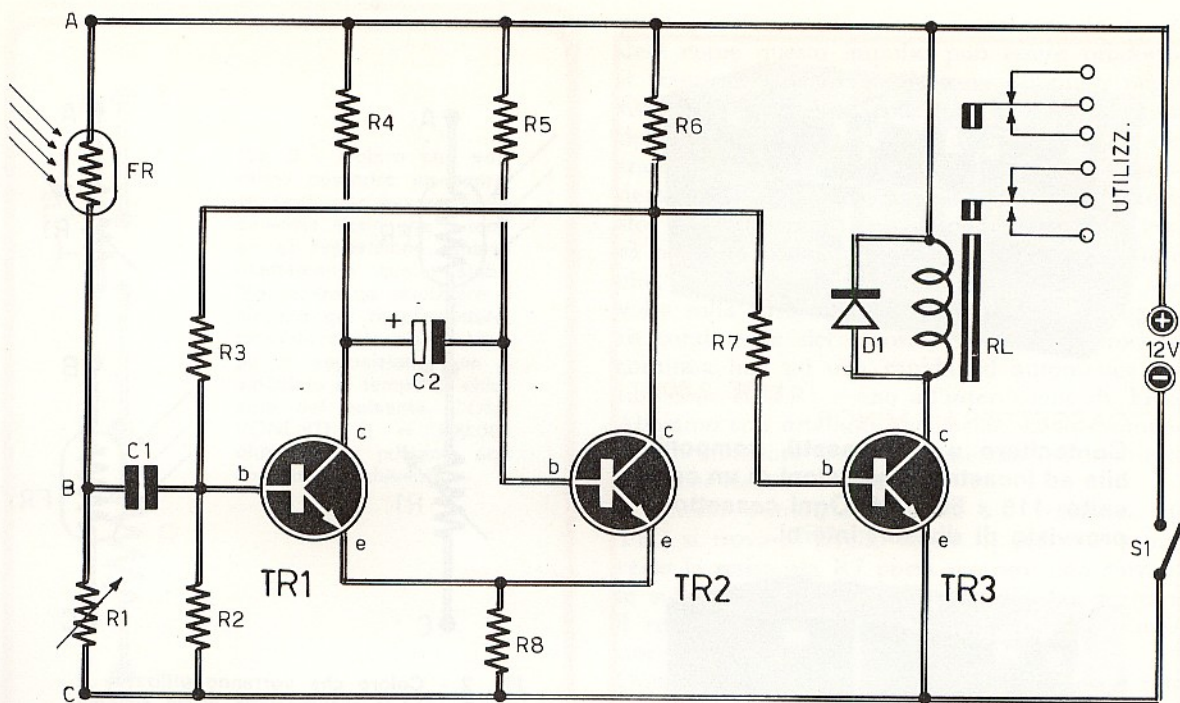 A
FR
R4
R5
R6
UTILIZZ.
R3
+
C2
R7
D1
RL
+
12V
-
C1
B
b
c
e
TR1
b
c
e
TR2
b
c
e
TR3
S1
R1
R2
R8
C